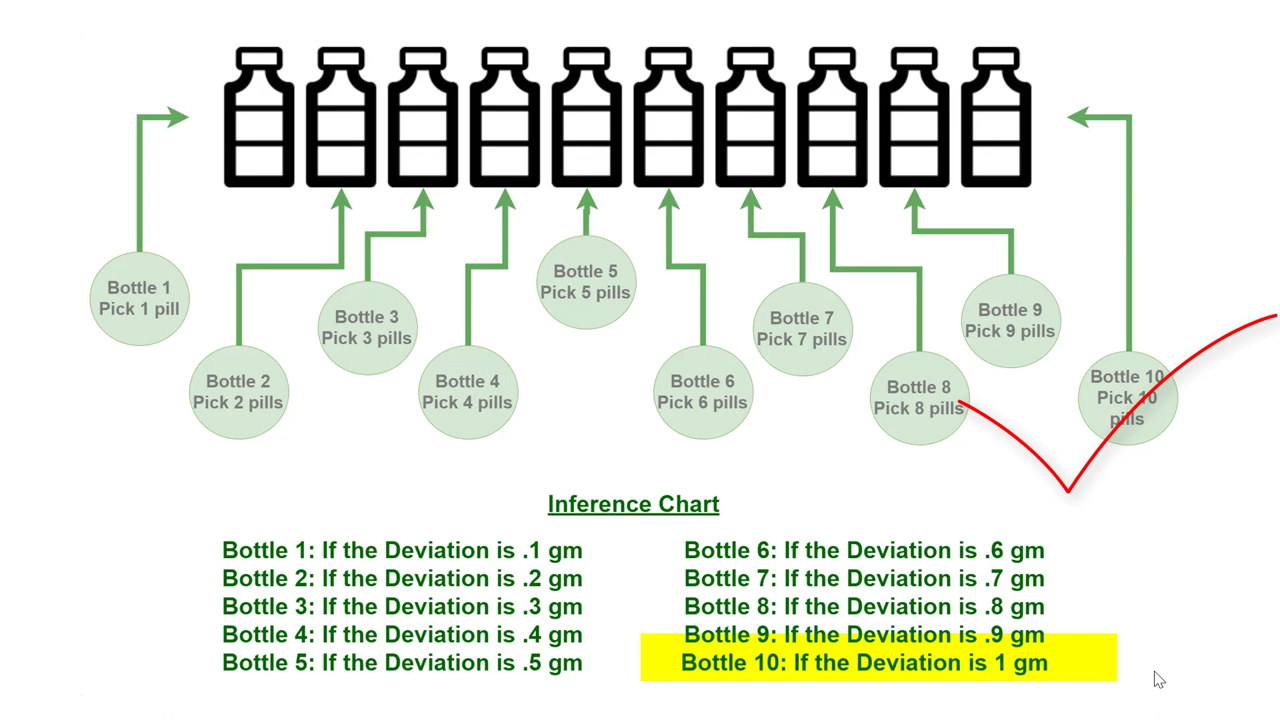 Bottle 1
Pick 1 pill
Bottle 2
Pick 2 pills
Bottle 3
Pick 3 pills
Bottle 4
Pick 4 pills
Bottle 5
Pick 5 pills
Bottle 6
Pick 6 pills
Bottle 7
Pick 7 pills
Bottle 8
Pick 8 pills
Bottle 9
Pick 9 pills
Bottle 10
Pick 10
pills
Inference Chart
Bottle 1: If the Deviation is .1 gm
Bottle 2: If the Deviation is .2 gm
Bottle 3: If the Deviation is .3 gm
Bottle 4: If the Deviation is .4 gm
Bottle 5: If the Deviation is .5 gm
Bottle 6: If the Deviation is .6 gm
Bottle 7: If the Deviation is .7 gm
Bottle 8: If the Deviation is .8 gm
Bottle 9: If the Deviation is .9 gm
Bottle 10: If the Deviation is 1 gm